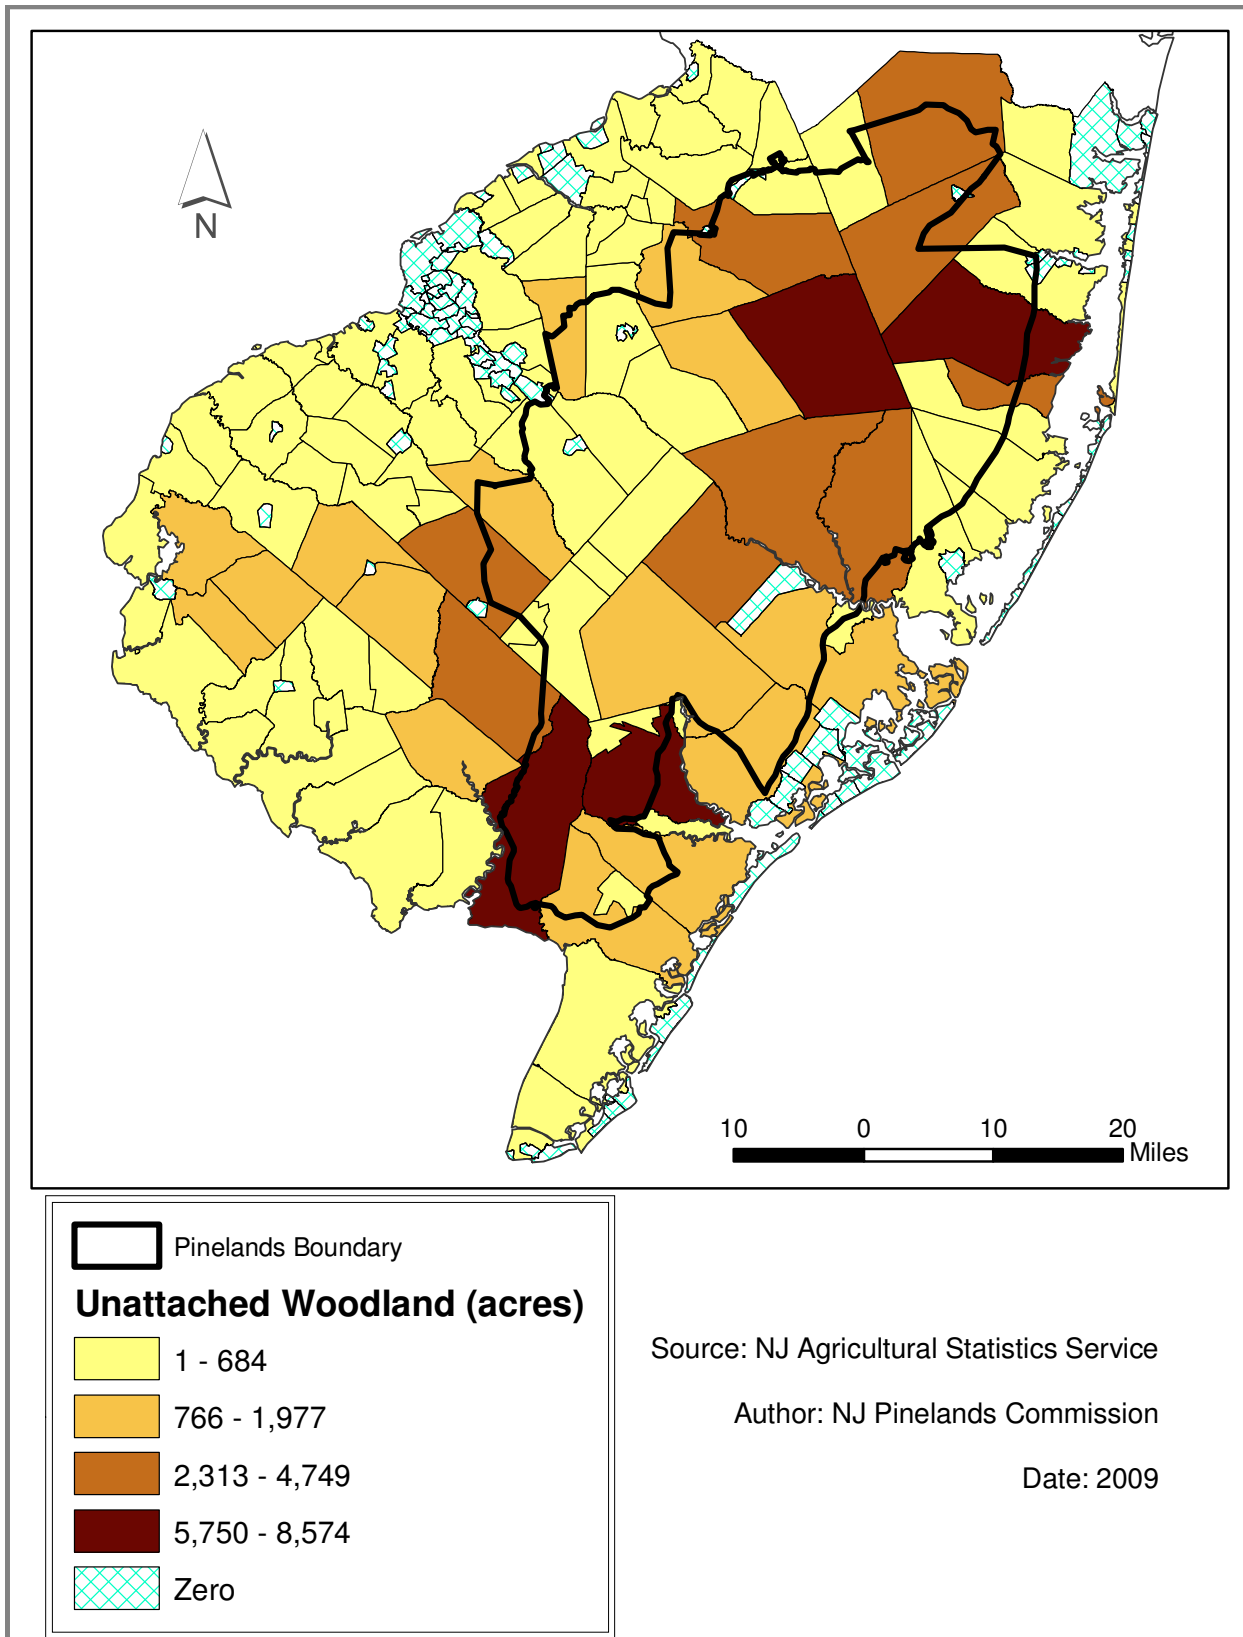 N
10 0 10 20
Miles
Pinelands Boundary
Unattached Woodland (acres)
1 - 684
766 - 1,977
2,313 - 4,749
5,750 - 8,574
Zero
Source: NJ Agricultural Statistics Service
Author: NJ Pinelands Commission
Date: 2009